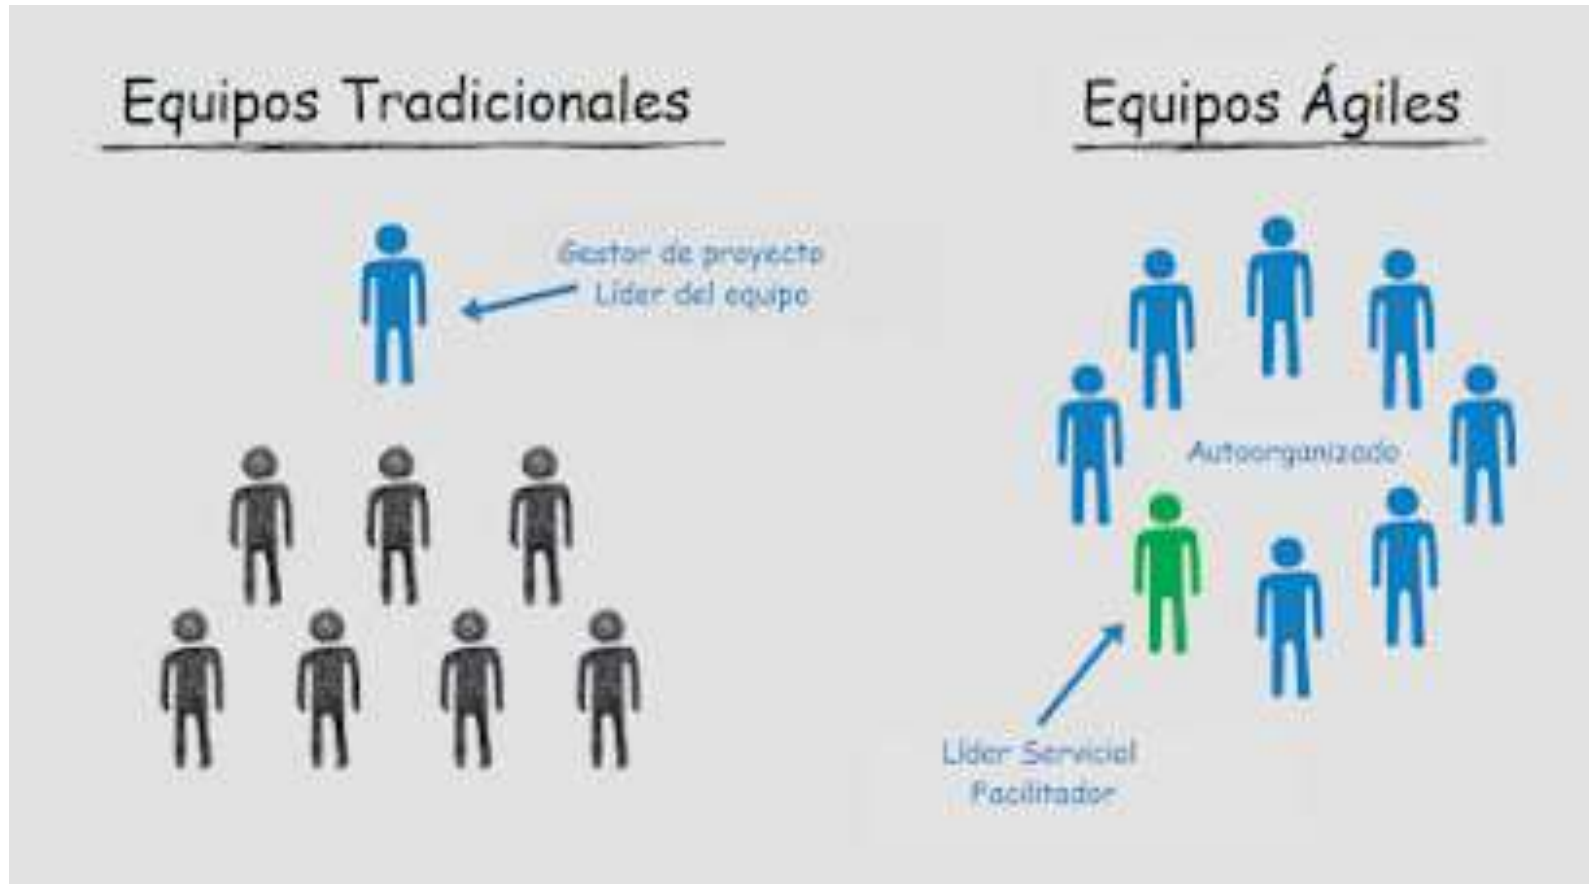 Equipos Tradicionales
Gestor de proyecto
Líder del equipo
Equipos Ágiles
Autoorganizado
Líder Servicial
Facilitador